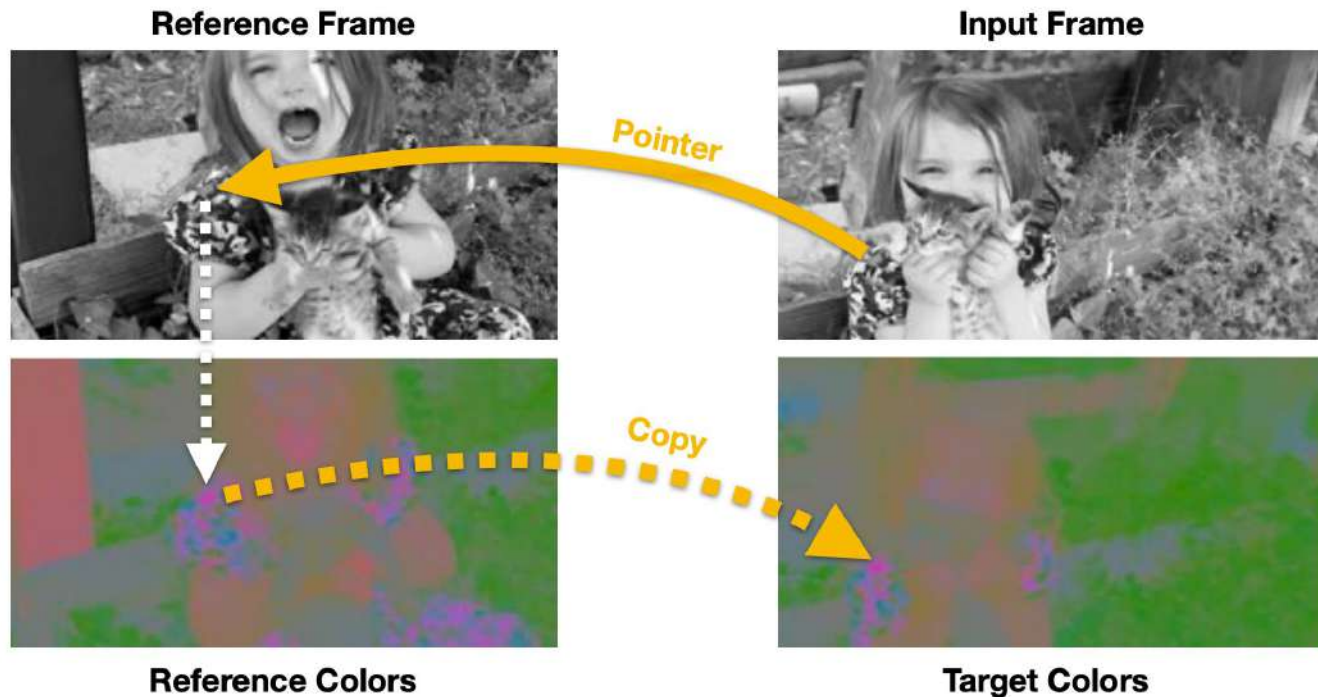 Reference Frame
Input Frame
Pointer
Copy
Reference Colors
Target Colors